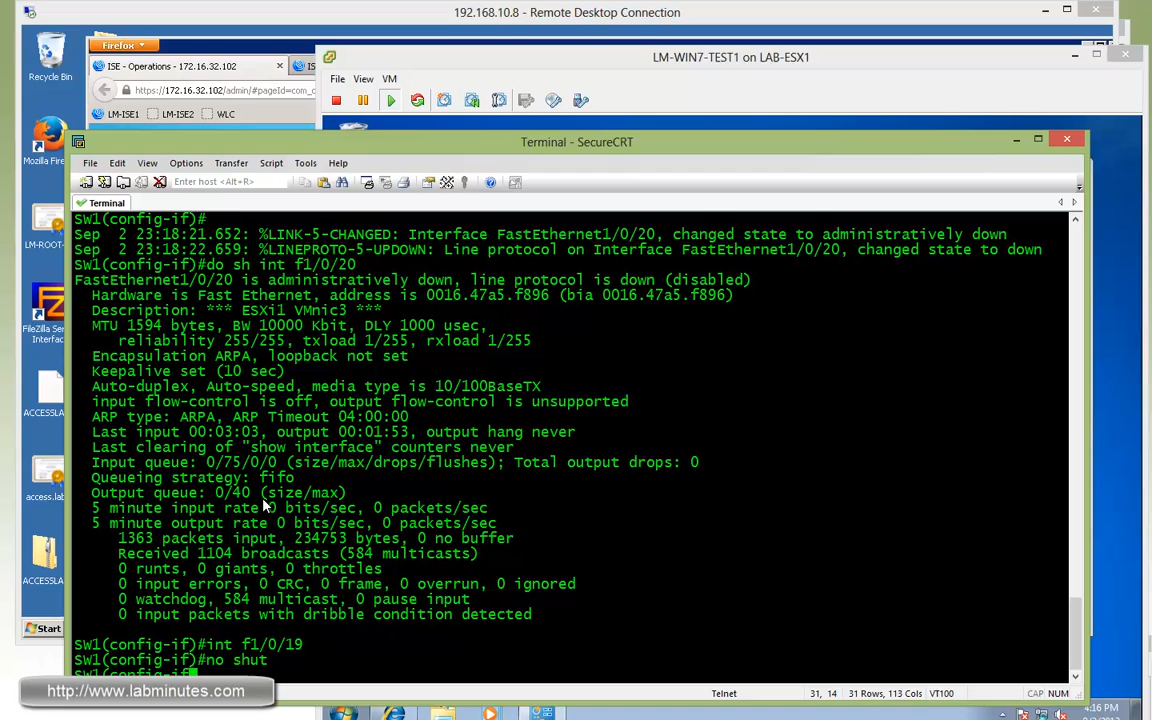 192.168.10.8 - Remote Desktop Connection
Recycle Bin
Firefox
ISE - Operations - 172.16.32.102
IS
https://172.16.32.102/admin/#pageId=com_c
LM-ISE1
LM-ISE2
WLC
LM-WIN7-TEST1 on LAB-ESX1
File View VM
Mozilla Fire
LM-ROOT-
FileZilla Ser
Interfac
ACCESSL
access.lab
ACCESSLA
Start
Terminal - SecureCRT
File Edit View Options Transfer Script Tools Help
Enter host <Alt+R>
Terminal
SW1(config-if)#
Sep  2 23:18:21.652: %LINK-5-CHANGED: Interface FastEthernet1/0/20, changed state to administratively down
Sep  2 23:18:22.659: %LINEPROTO-5-UPDOWN: Line protocol on Interface FastEthernet1/0/20, changed state to down
SW1(config-if)#do sh int f1/0/20
FastEthernet1/0/20 is administratively down, line protocol is down (disabled)
Hardware is Fast Ethernet, address is 0016.47a5.f896 (bia 0016.47a5.f896)
Description: *** ESXi1 VMnic3 ***
MTU 1594 bytes, BW 10000 Kbit, DLY 1000 usec,
reliability 255/255, txload 1/255, rxload 1/255
Encapsulation ARPA, loopback not set
Keepalive set (10 sec)
Auto-duplex, Auto-speed, media type is 10/100BaseTX
input flow-control is off, output flow-control is unsupported
ARP type: ARPA, ARP Timeout 04:00:00
Last input 00:03:03, output 00:01:53, output hang never
Last clearing of "show interface" counters never
Input queue: 0/75/0/0 (size/max/drops/flushes); Total output drops: 0
Queueing strategy: fifo
Output queue: 0/40 (size/max)
5 minute input rate 0 bits/sec, 0 packets/sec
5 minute output rate 0 bits/sec, 0 packets/sec
1363 packets input, 234753 bytes, 0 no buffer
Received 1104 broadcasts (584 multicasts)
0 runts, 0 giants, 0 throttles
0 input errors, 0 CRC, 0 frame, 0 overrun, 0 ignored
0 watchdog, 584 multicast, 0 pause input
0 input packets with dribble condition detected
SW1(config-if)#int f1/0/19
SW1(config-if)#no shut
SW1(config-if
http://www.labminutes.com
Telnet
31, 14
31 Rows, 113 Cols
VT100
CAP NUM
4:16 PM